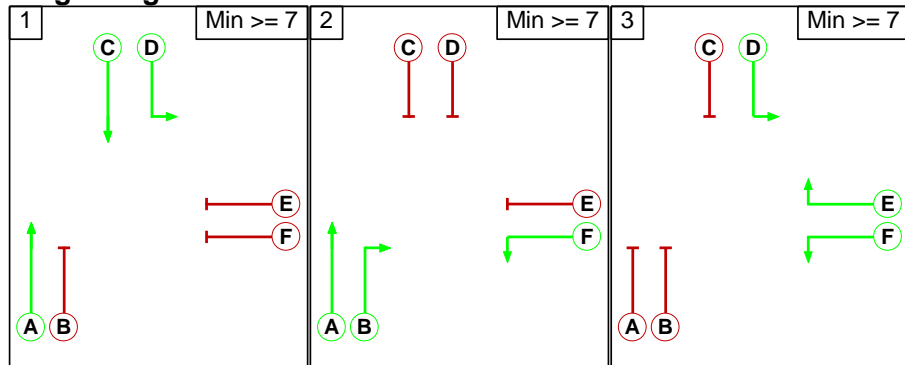 1 Min >= 7 2 Min >= 7 3 Min >= 7
C D C D C D
E E E
F F F
A B A B A B